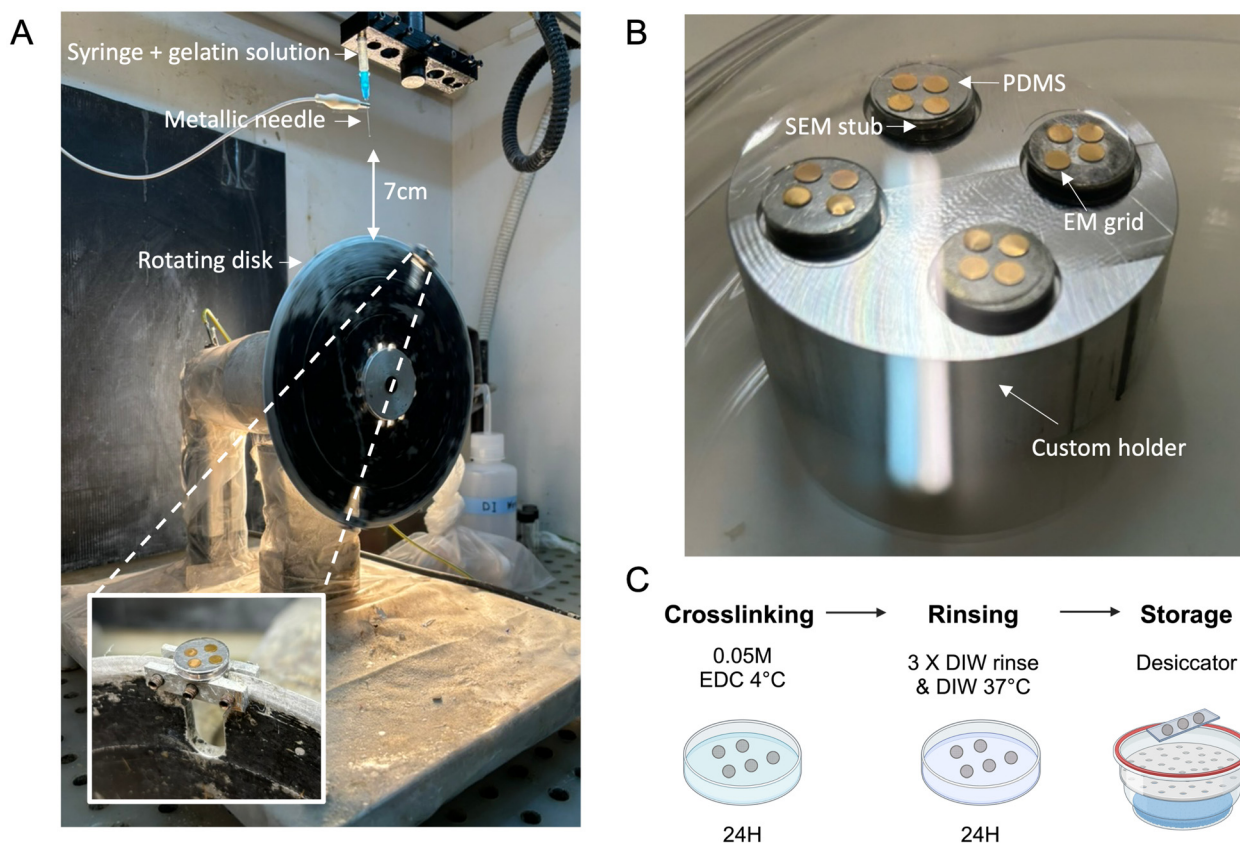 A
Syringe + gelatin solution
Metallic needle
7cm
Rotating disk
DI
B
PDMS
SEM stub
EM grid
Custom holder
C
Crosslinking
Rinsing
Storage
0.05M
EDC 4°C
3 X DIW rinse
& DIW 37°C
Desiccator
24H
24H